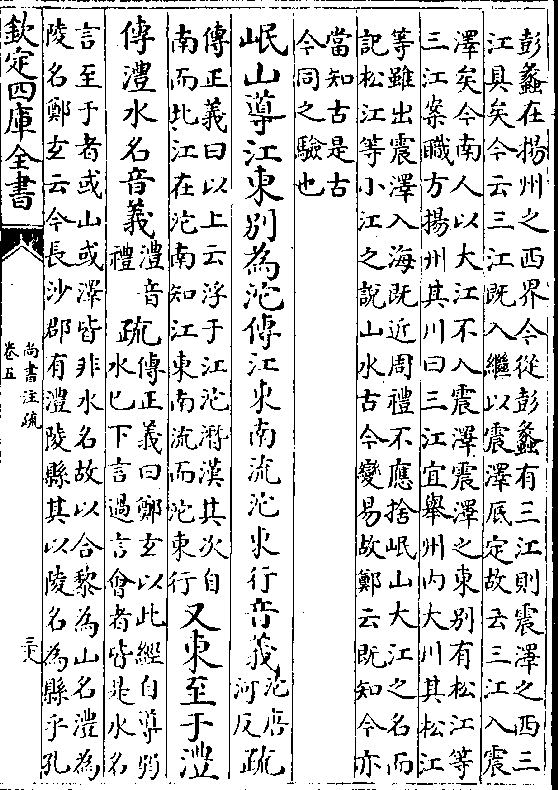 彭蠡在揚州之西界今從彭蠡有三江則震澤之西三
江具矣今云三江既入繼以震澤厎定故云三江入震
澤矣今南人以大江不入震澤震澤之東別有松江等
三江案職方揚州其川曰三江宜舉州内大川其松江
等雖出震澤入海既近周禮不應捨岷山大江之名而
記松江等小江之說山水古今變易故鄭云既知今亦
當知古是古
今同之驗也
岷山導江東別為沱傳江東南流沱東行音義沱唐
河反疏
傳正義曰以上云浮于江沱濳漢其次自
南而北江在沱南知江東南流而沱東行又東至于澧
傳澧水名音義澧音
禮疏傳正義曰鄭玄以此經自導弱
水已下言過言會者皆是水名
言至于者或山或澤皆非水名故以合黎為山名澧為
陵名鄭玄云今長沙郡有澧陵縣其以陵名為縣乎孔
欽定四庫全書
尚書注疏
卷五